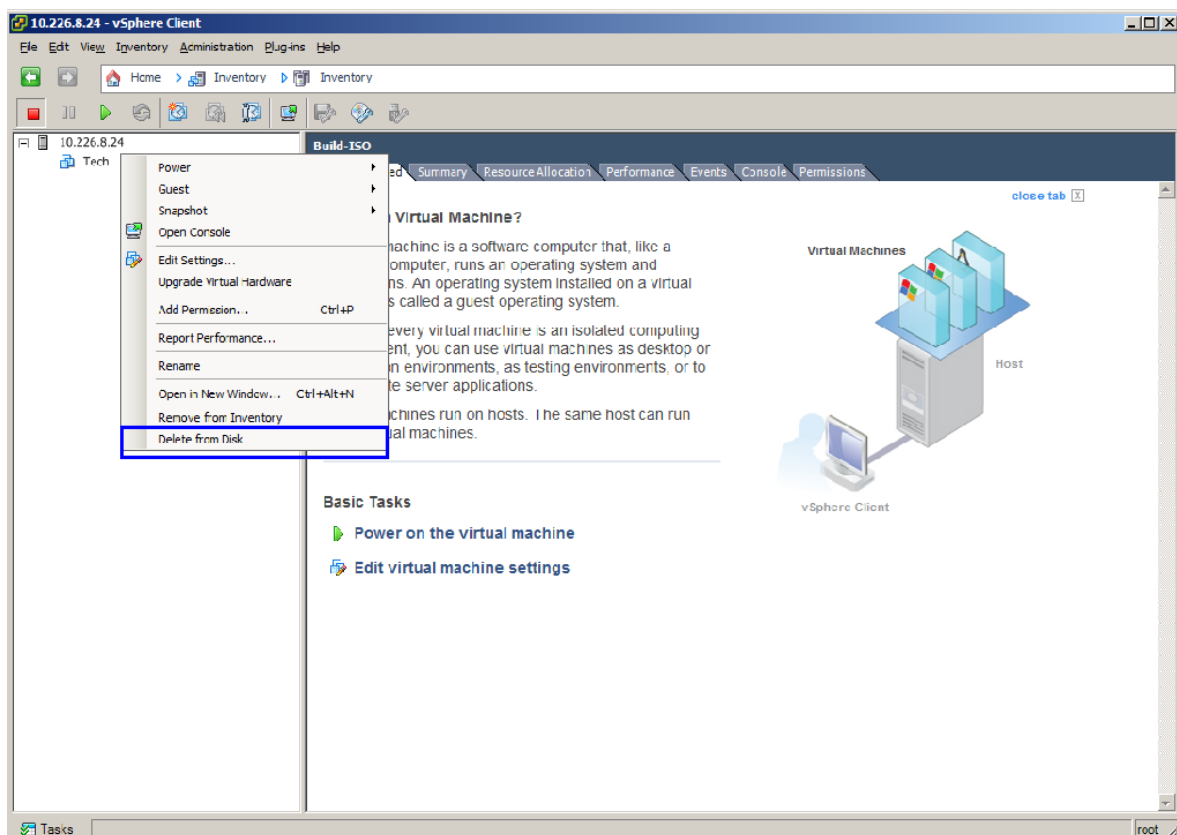 10.226.8.24 - vSphere Client
File Edit View Inventory Administration Plug-ins Help
Home Inventory Inventory
10.226.8.24
Tech
Build-ISO
ed Summary Resource Allocation Performance Events Console Permissions
close tab X
Power
Guest
Snapshot
Open Console
Edit Settings...
Upgrade Virtual Hardware
Add Permission... Ctrl+P
Report Performance...
Rename
Open in New Window... Ctrl+Alt+N
Remove from Inventory
Delete from Disk
Virtual Machine?
machine is a software computer that, like a
omputer, runs an operating system and
ns. An operating system installed on a virtual
s called a guest operating system.
every virtual machine is an isolated computing
ent, you can use virtual machines as desktop or
n environments, as testing environments, or to
te server applications.
chines run on hosts. The same host can run
ual machines.
Virtual Machines
Host
vSphere Client
Basic Tasks
Power on the virtual machine
Edit virtual machine settings
Tasks
root